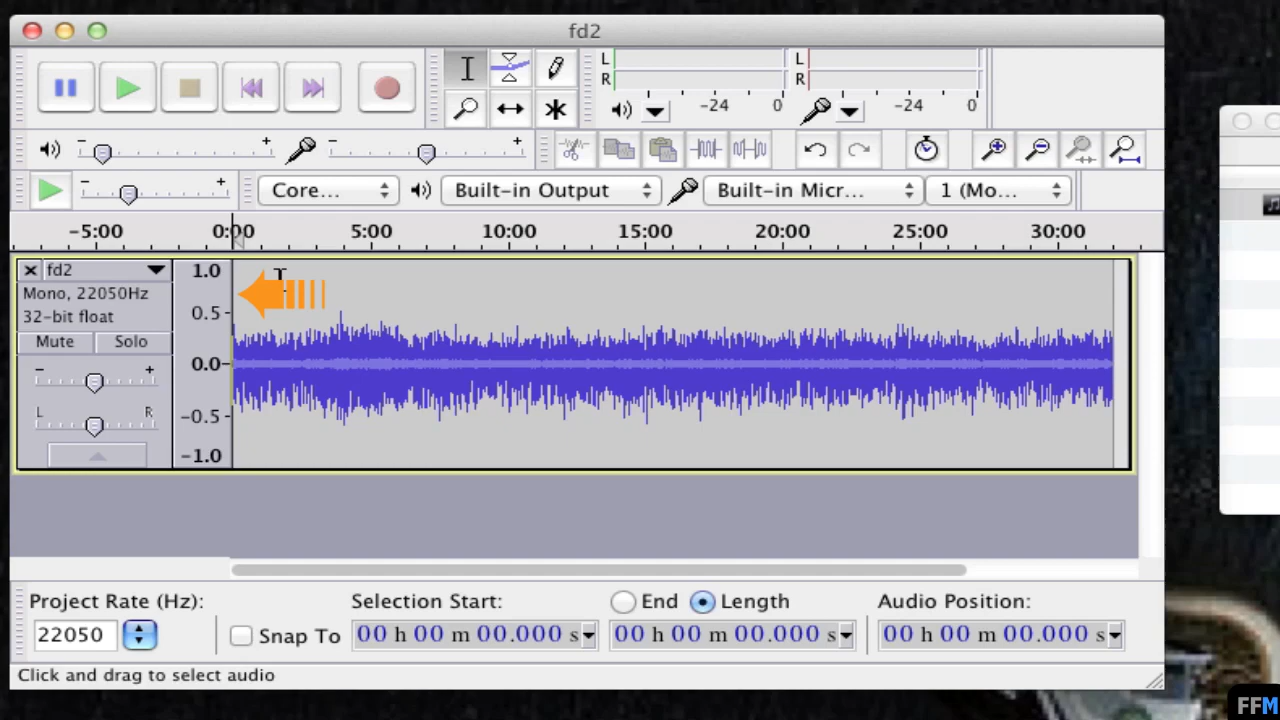 fd2
L L
R R
-24 0 -24 0
- + - +
- + Core... Built-in Output Built-in Micr... 1 (Mo...
-5:00 0:00 5:00 10:00 15:00 20:00 25:00 30:00
fd2
Mono, 22050Hz
32-bit float
Mute Solo
- +
L R
1.0
0.5-
0.0-
-0.5-
-1.0
Project Rate (Hz): Selection Start: End Length Audio Position:
22050 Snap To 00 h 00 m 00.000 s 00 h 00 m 00.000 s 00 h 00 m 00.000 s
Click and drag to select audio
FFM